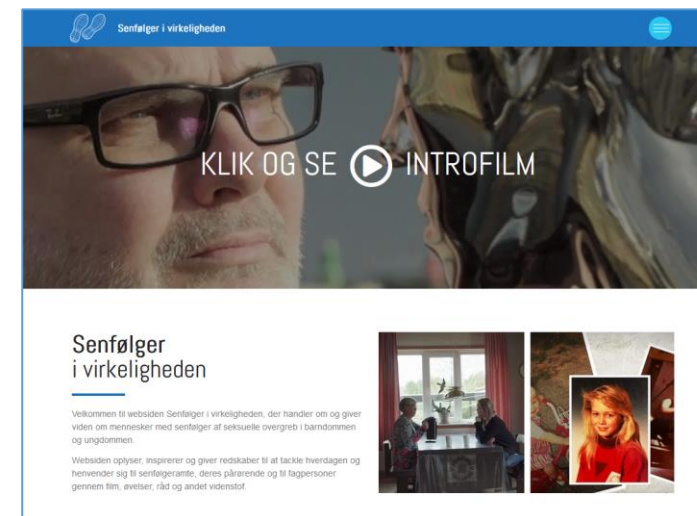 Senfølger i virkeligheden
KLIK OG SE INTROFILM
Senfølger
i virkeligheden
Velkommen til websiden Senfølger i virkeligheden, der handler om og giver
viden om mennesker med senfølger af seksuelle overgreb i barndommen
og ungdommen.
Websiden oplyser, inspirerer og giver redskaber til at tackle hverdagen og
henvender sig til senfølgeramte, deres pårørende og til fagpersoner
gennem film, øvelser, råd og andet vidensstof.